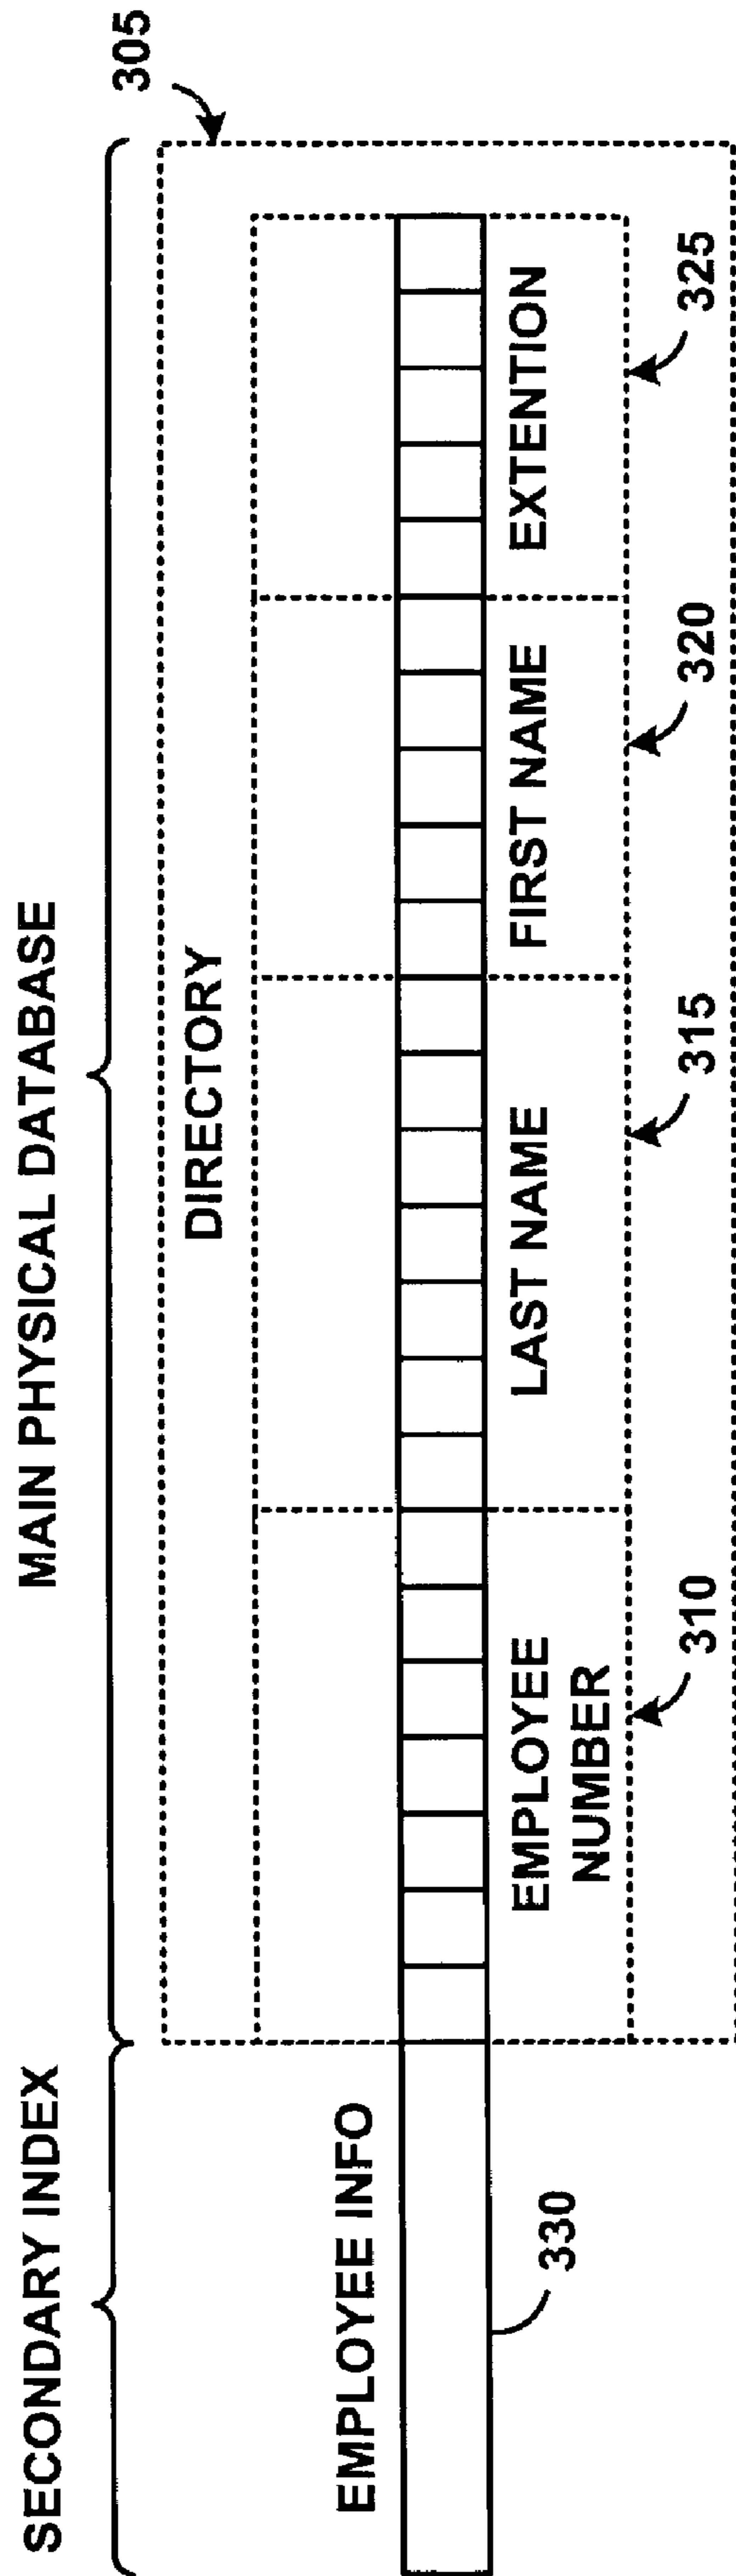 SECONDARY INDEX
MAIN PHYSICAL DATABASE
305
DIRECTORY
EMPLOYEE INFO
330
EMPLOYEE
NUMBER
310
LAST NAME
315
FIRST NAME
320
EXTENTION
325